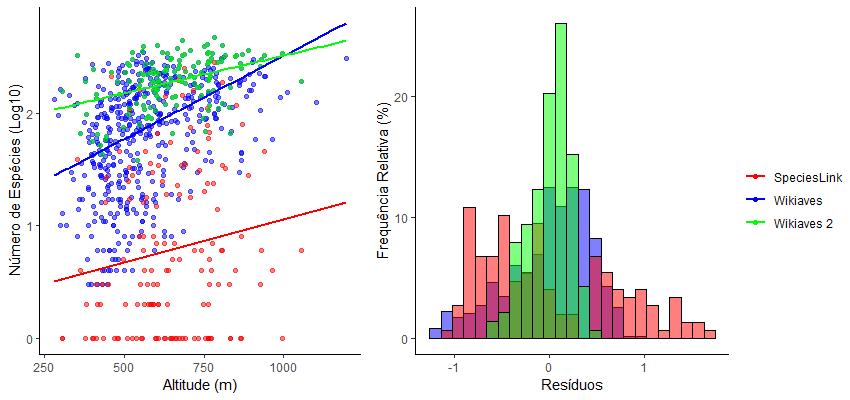 Número de Espécies (Log10)
2
1
0
250
500
750
1000
Altitude (m)
Frequência Relativa (%)
20
10
0
-1
0
1
Resíduos
SpeciesLink
Wikiaves
Wikiaves 2